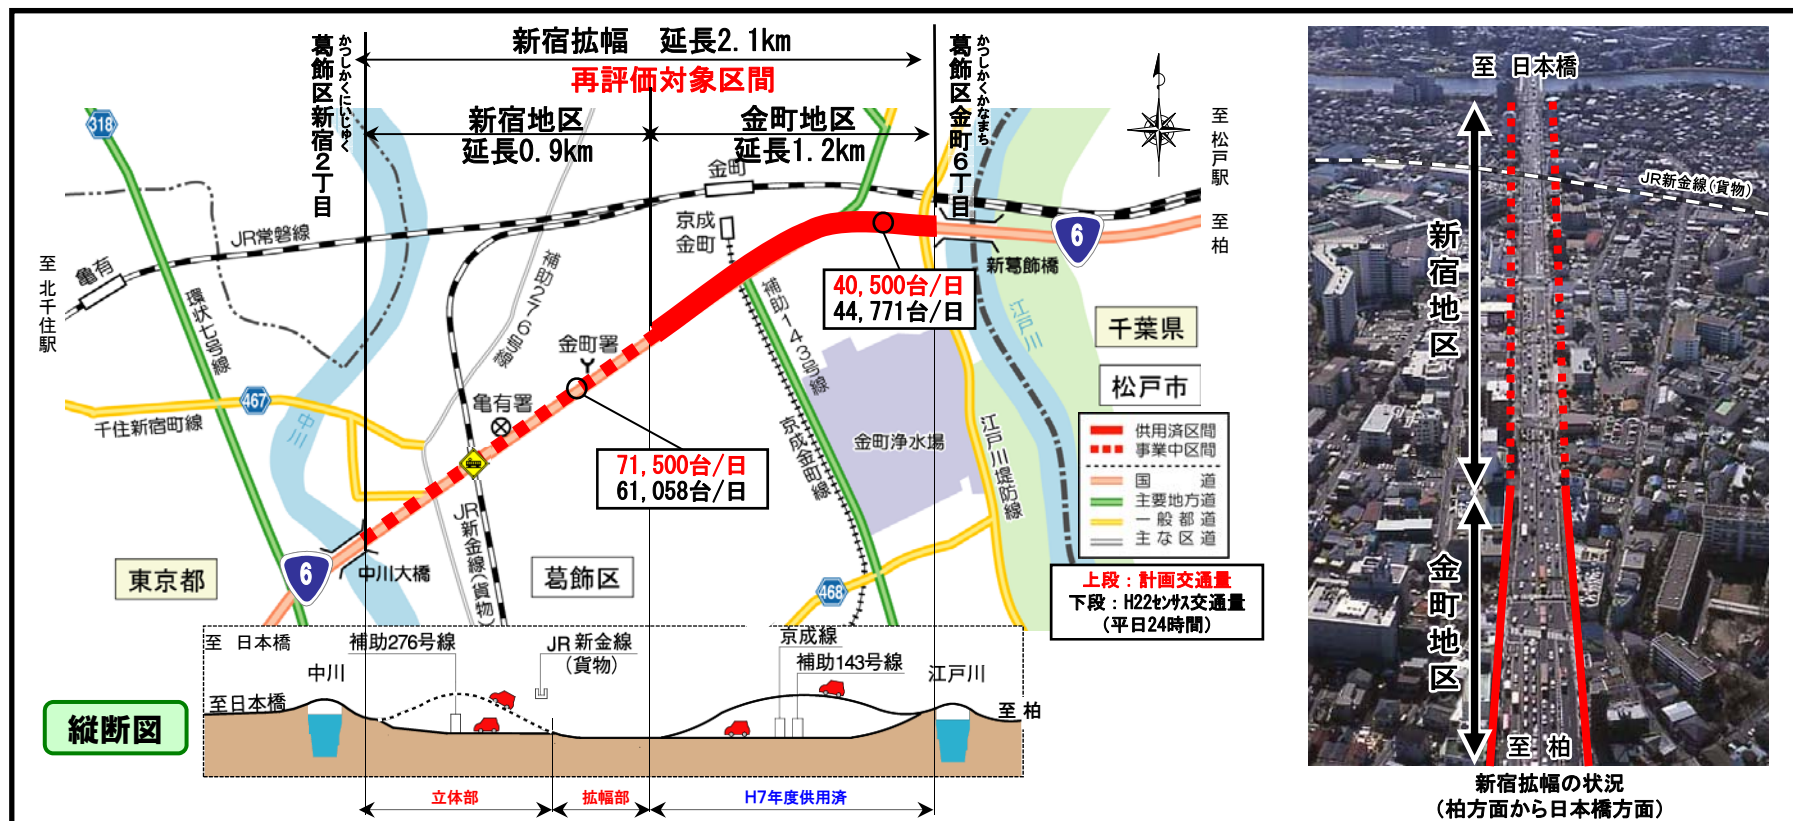 新宿拡幅 延長2.1km
再評価対象区間
新宿地区
延長0.9km
金町地区
延長1.2km
葛飾区新宿2丁目
かつしかくにいじゅく
葛飾区金町6丁目
かつしかくかなまち
至 松戸駅
至 柏
至 北千住駅
318
亀有
JR常磐線
金町
京成
金町
6
新葛飾橋
江戸川
環状七号線
補助276号線
補助143号線
40,500台/日
44,771台/日
千葉県
松戸市
金町署
亀有署
467
千住新宿町線
中川
71,500台/日
61,058台/日
金町浄水場
京成金町線
江戸川堤防線
JR新金線(貨物)
中川大橋
6
東京都
葛飾区
468
供用済区間
事業中区間
国道
主要地方道
一般都道
主な区道
上段：計画交通量
下段：H22センサス交通量
(平日24時間)
縦断図
至 日本橋
補助276号線
JR新金線
(貨物)
京成線
補助143号線
中川
江戸川
至日本橋
至 柏
立体部
拡幅部
H7年度供用済
至 日本橋
JR新金線(貨物)
新宿地区
金町地区
至 柏
新宿拡幅の状況
(柏方面から日本橋方面)